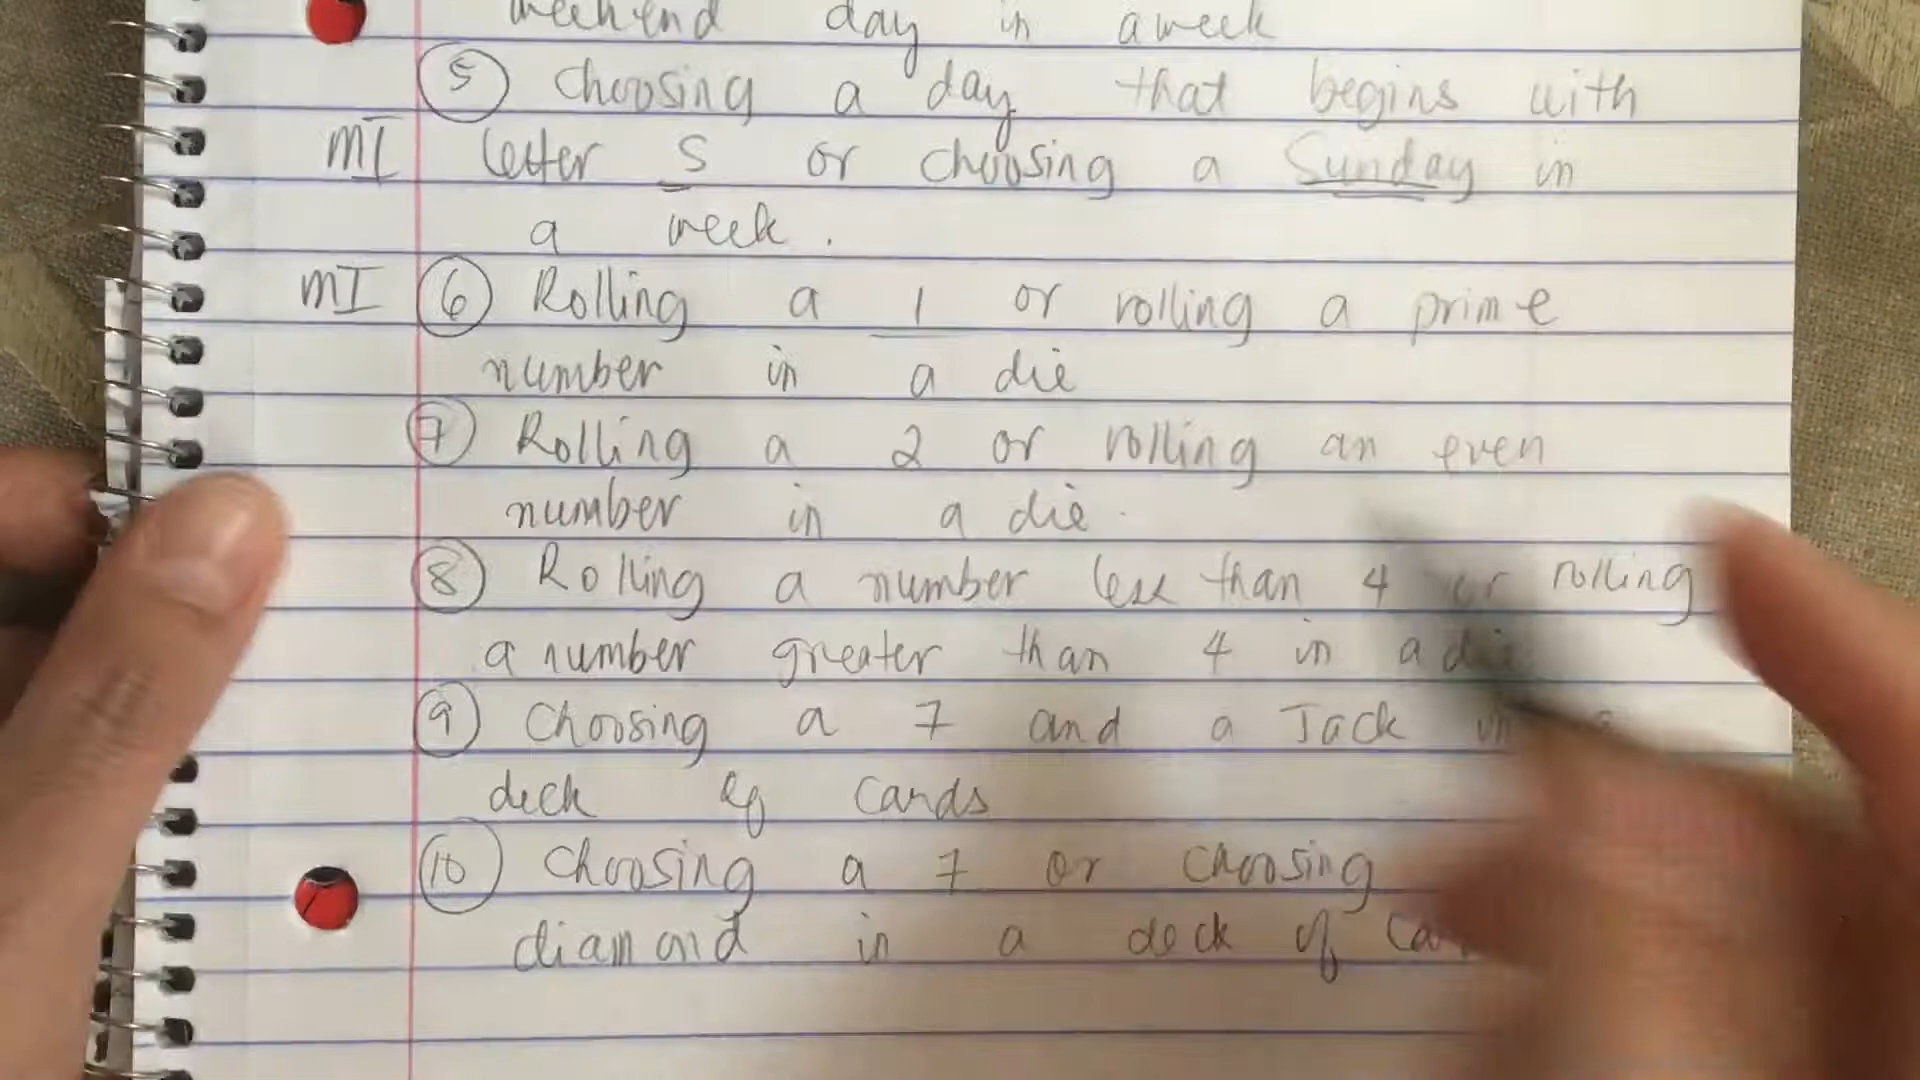 weekend day in a week
5 Choosing a day that begins with
MI letter S or choosing a Sunday in
a week.
MI 6 Rolling a 1 or rolling a prime
number in a die
7 Rolling a 2 or rolling an even
number in a die.
8 Rolling a number less than 4 or rolling
a number greater than 4 in a die
9 Choosing a 7 and a Jack in a
deck of cards
10 Choosing a 7 or choosing
diamond in a deck of